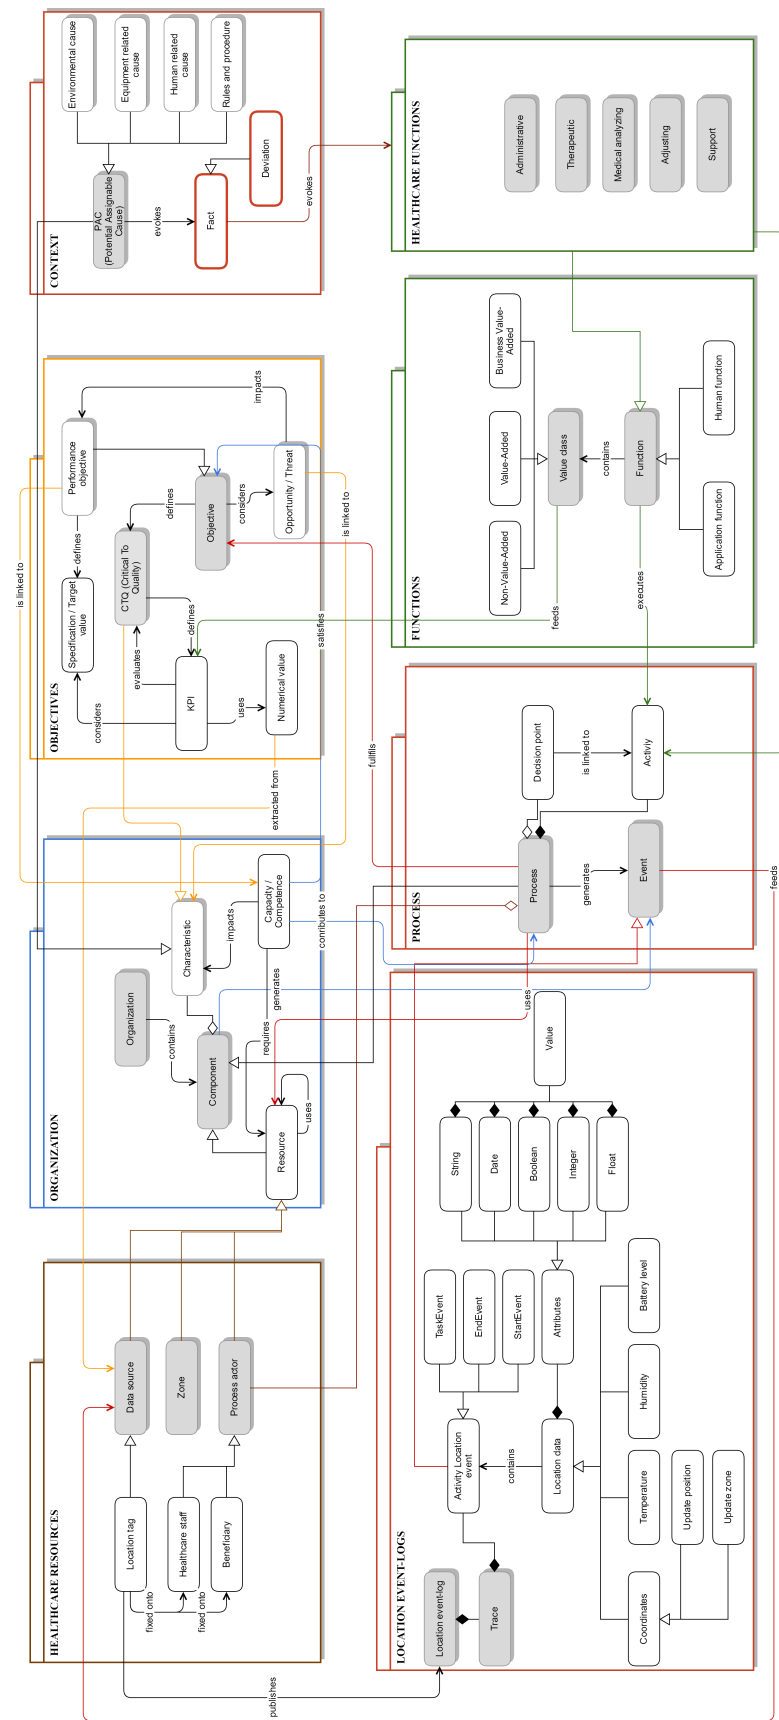 HEALTHCARE RESOURCES
Location tag
fixed onto
Healthcare staff
fixed onto
Beneficiary
Data source
Zone
Process actor
publishes
ORGANIZATION
Organization
contains
Component
Characteristic
impacts
Capacity /
Competence
requires
generates
Resource
uses
conributes to
OBJECTIVES
is linked to
Performance
objective
defines
Specification / Target
value
considers
CTQ (Critical To
Quality)
defines
evaluates
defines
KPI
uses
Numerical value
extracted from
Objective
considers
Opportunity / Threat
impacts
is linked to
satisfies
CONTEXT
PAC
(Potential Assignable
Cause)
Environmental cause
Equipment related
cause
Human related
cause
Rules and procedure
evokes
Fact
Deviation
evokes
LOCATION EVENT-LOGS
Location event-log
Trace
Activity Location
event
TaskEvent
EndEvent
StartEvent
contains
Location data
Attributes
String
Date
Boolean
Integer
Float
Value
Coordinates
Temperature
Humidity
Battery level
Update position
Update zone
PROCESS
Process
uses
fullfils
Decision point
is linked to
Activiy
generates
Event
feeds
FUNCTIONS
Non-Value-Added
Value-Added
Business Value-
Added
Value class
feeds
contains
Function
executes
Application function
Human function
HEALTHCARE FUNCTIONS
Administrative
Therapeutic
Medical analyzing
Adjusting
Support